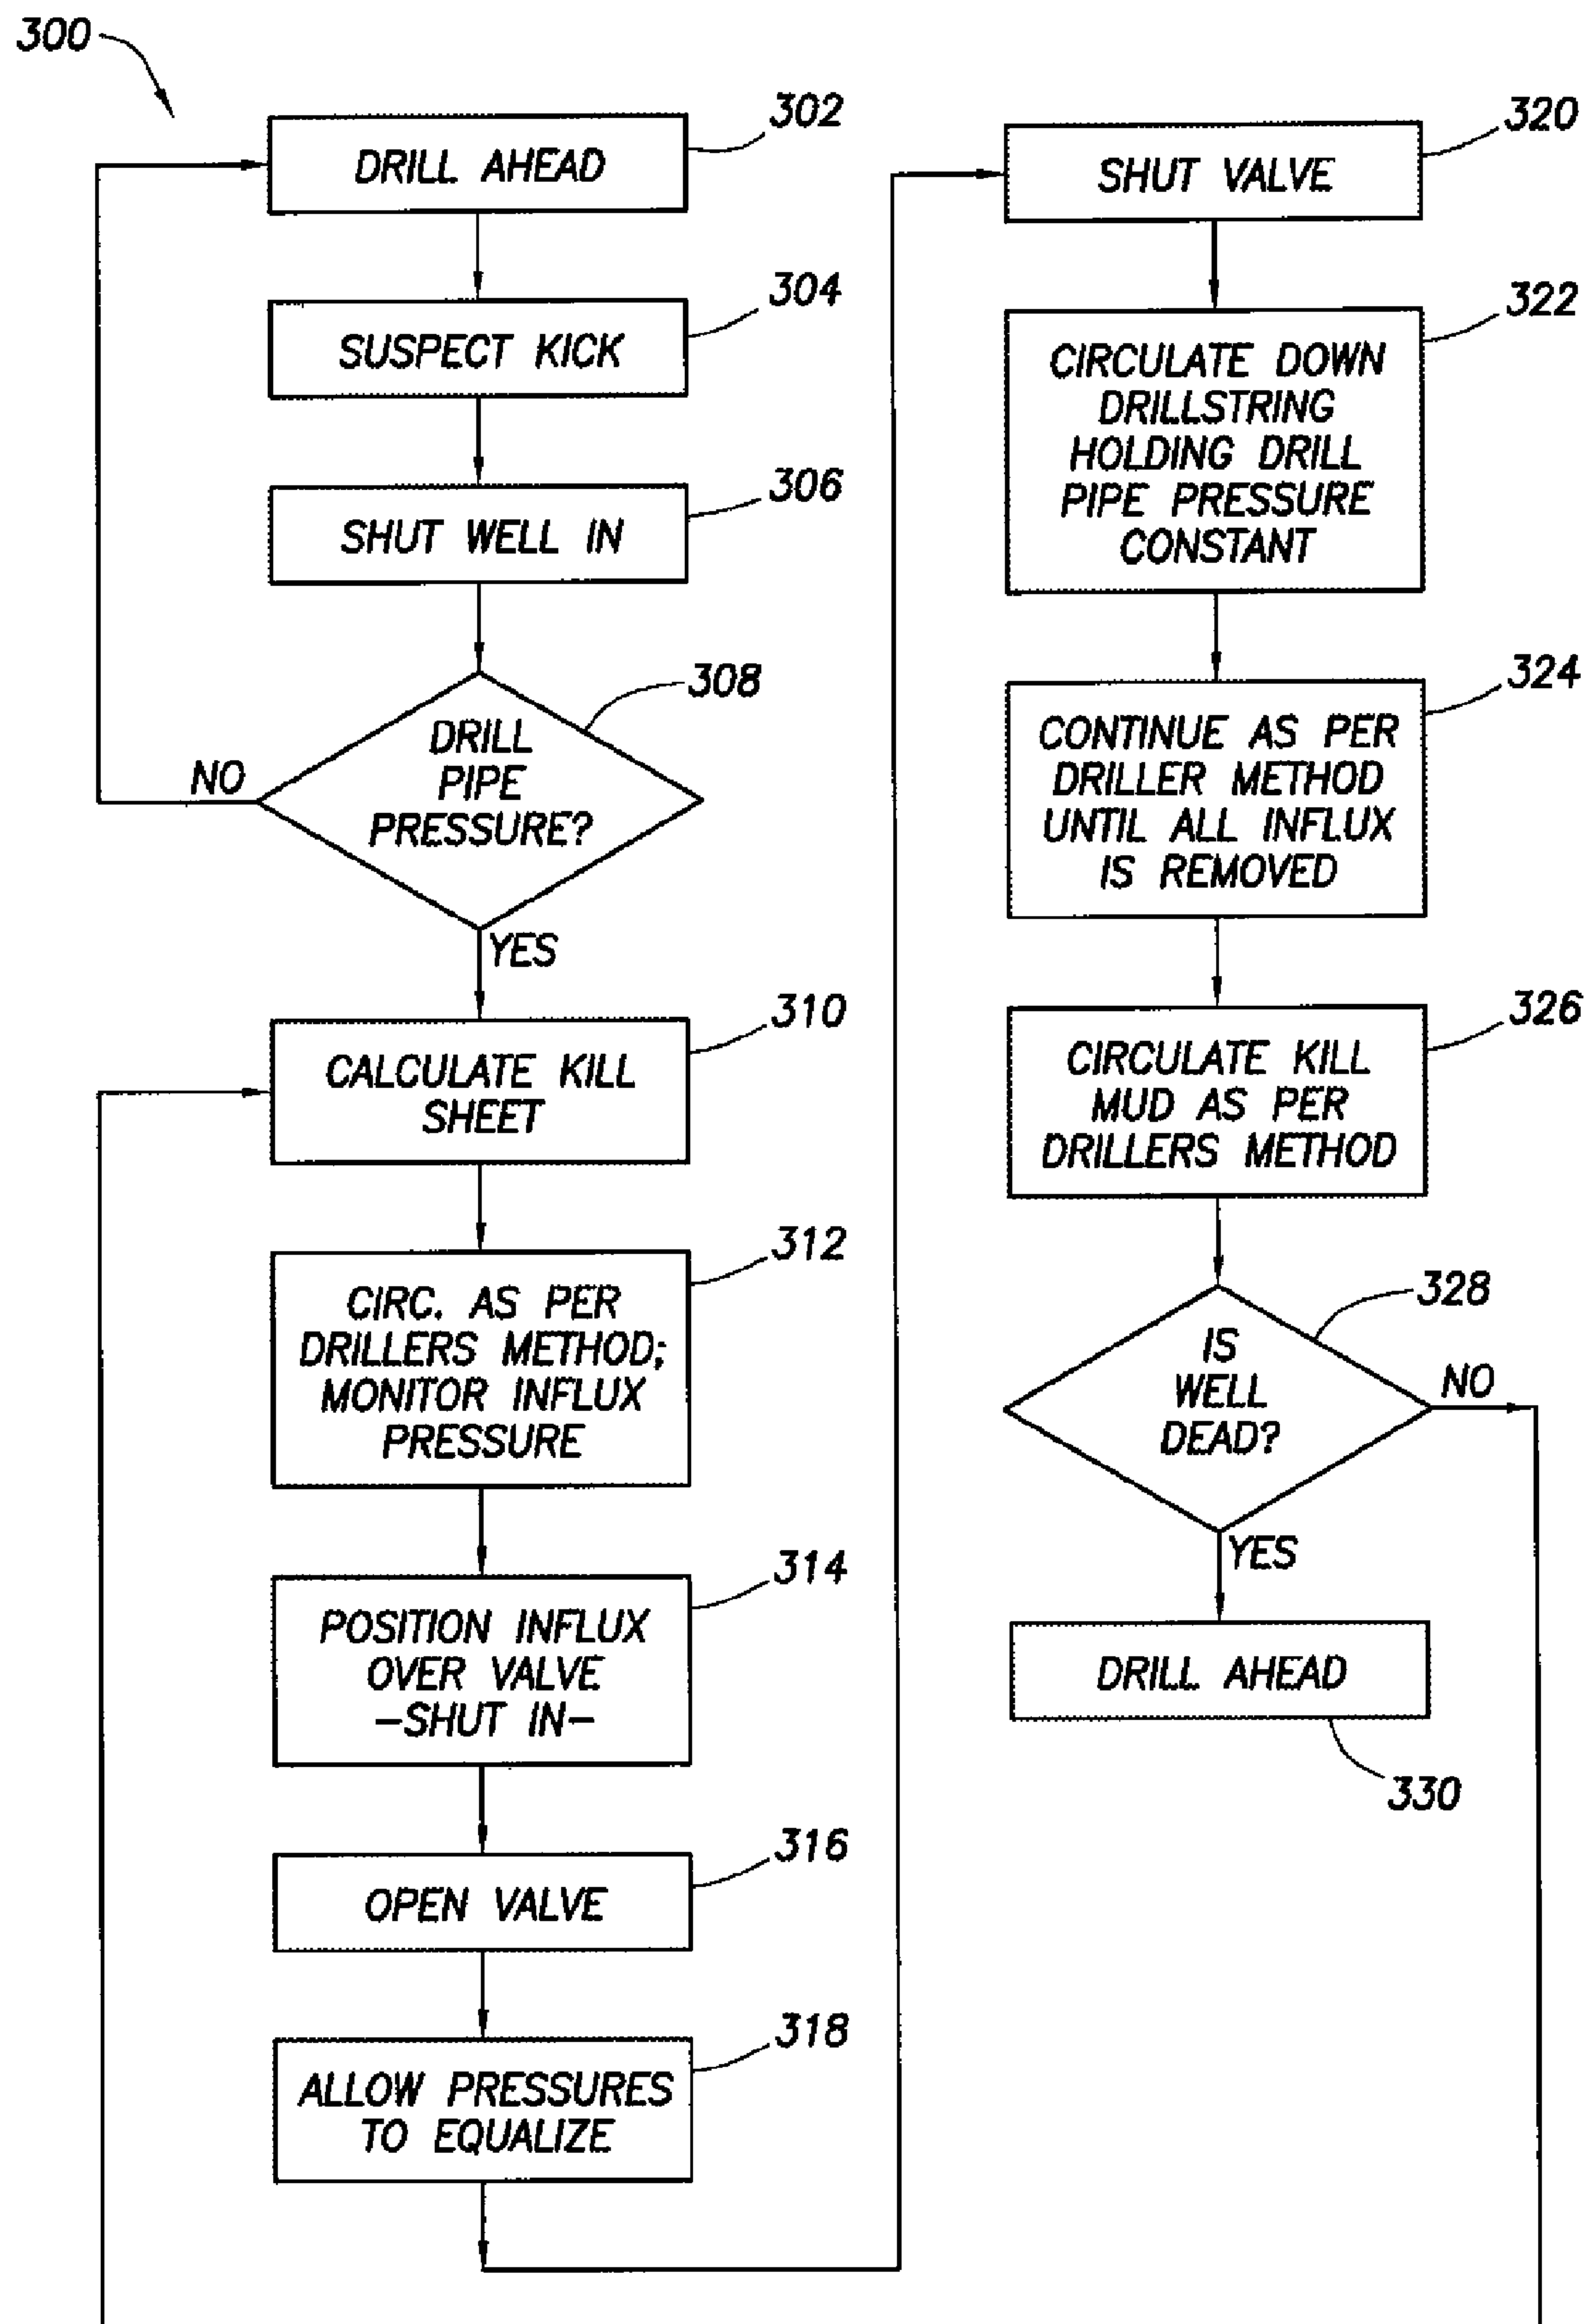 300
302
DRILL AHEAD
304
SUSPECT KICK
306
SHUT WELL IN
308
DRILL
PIPE
PRESSURE?
NO
YES
310
CALCULATE KILL
SHEET
312
CIRC. AS PER
DRILLERS METHOD;
MONITOR INFLUX
PRESSURE
314
POSITION INFLUX
OVER VALVE
-SHUT IN-
316
OPEN VALVE
318
ALLOW PRESSURES
TO EQUALIZE
320
SHUT VALVE
322
CIRCULATE DOWN
DRILLSTRING
HOLDING DRILL
PIPE PRESSURE
CONSTANT
324
CONTINUE AS PER
DRILLER METHOD
UNTIL ALL INFLUX
IS REMOVED
326
CIRCULATE KILL
MUD AS PER
DRILLERS METHOD
328
IS
WELL
DEAD?
NO
YES
DRILL AHEAD
330